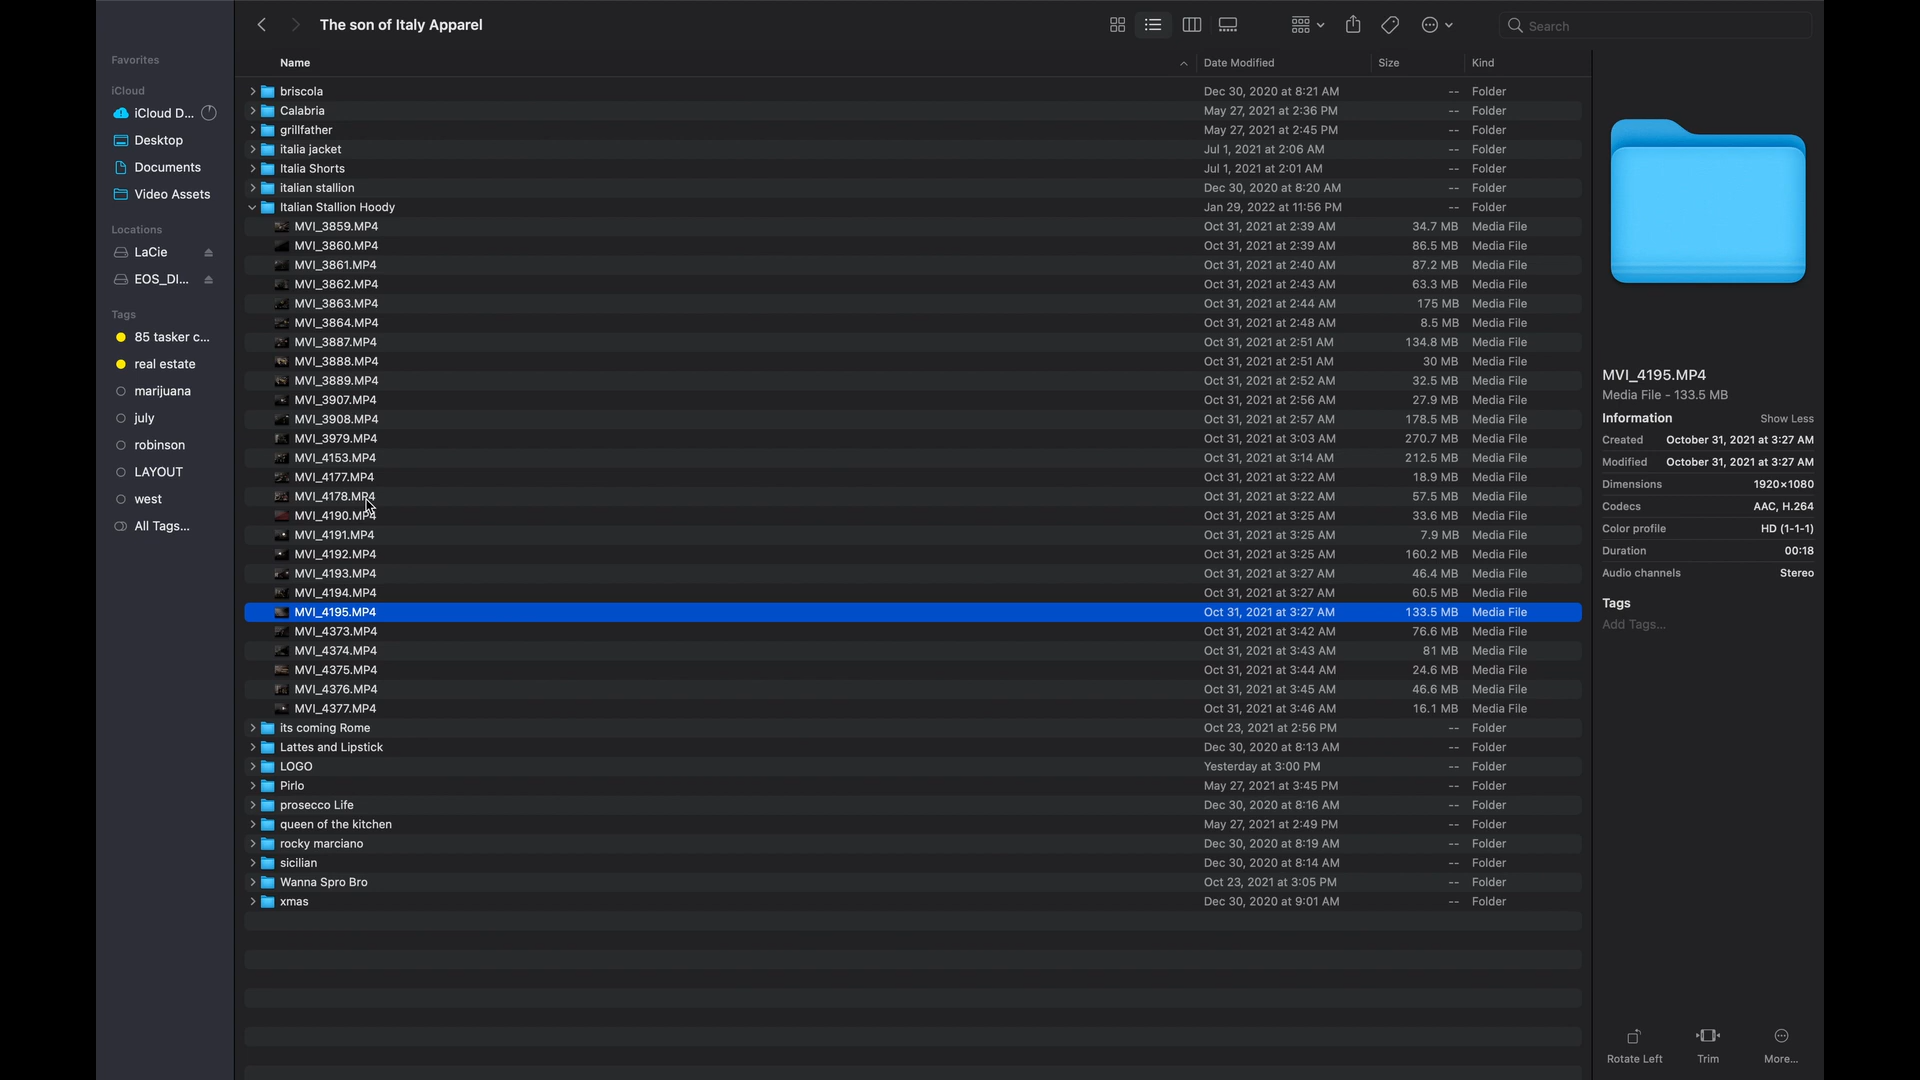 The son of Italy Apparel
Search
Favorites
iCloud
iCloud D...
Desktop
Documents
Video Assets
Locations
LaCie
EOS_DI...
Tags
85 tasker c...
real estate
marijuana
july
robinson
LAYOUT
west
All Tags...
Name Date Modified Size Kind
briscola Dec 30, 2020 at 8:21 AM -- Folder
Calabria May 27, 2021 at 2:36 PM -- Folder
grillfather May 27, 2021 at 2:45 PM -- Folder
italia jacket Jul 1, 2021 at 2:06 AM -- Folder
Italia Shorts Jul 1, 2021 at 2:01 AM -- Folder
italian stallion Dec 30, 2020 at 8:20 AM -- Folder
Italian Stallion Hoody Jan 29, 2022 at 11:56 PM -- Folder
MVI_3859.MP4 Oct 31, 2021 at 2:39 AM 34.7 MB Media File
MVI_3860.MP4 Oct 31, 2021 at 2:39 AM 86.5 MB Media File
MVI_3861.MP4 Oct 31, 2021 at 2:40 AM 87.2 MB Media File
MVI_3862.MP4 Oct 31, 2021 at 2:43 AM 63.3 MB Media File
MVI_3863.MP4 Oct 31, 2021 at 2:44 AM 175 MB Media File
MVI_3864.MP4 Oct 31, 2021 at 2:48 AM 8.5 MB Media File
MVI_3887.MP4 Oct 31, 2021 at 2:51 AM 134.8 MB Media File
MVI_3888.MP4 Oct 31, 2021 at 2:51 AM 30 MB Media File
MVI_3889.MP4 Oct 31, 2021 at 2:52 AM 32.5 MB Media File
MVI_3907.MP4 Oct 31, 2021 at 2:56 AM 27.9 MB Media File
MVI_3908.MP4 Oct 31, 2021 at 2:57 AM 178.5 MB Media File
MVI_3979.MP4 Oct 31, 2021 at 3:03 AM 270.7 MB Media File
MVI_4153.MP4 Oct 31, 2021 at 3:14 AM 212.5 MB Media File
MVI_4177.MP4 Oct 31, 2021 at 3:22 AM 18.9 MB Media File
MVI_4178.MP4 Oct 31, 2021 at 3:22 AM 57.5 MB Media File
MVI_4190.MP4 Oct 31, 2021 at 3:25 AM 33.6 MB Media File
MVI_4191.MP4 Oct 31, 2021 at 3:25 AM 7.9 MB Media File
MVI_4192.MP4 Oct 31, 2021 at 3:25 AM 160.2 MB Media File
MVI_4193.MP4 Oct 31, 2021 at 3:27 AM 46.4 MB Media File
MVI_4194.MP4 Oct 31, 2021 at 3:27 AM 60.5 MB Media File
MVI_4195.MP4 Oct 31, 2021 at 3:27 AM 133.5 MB Media File
MVI_4373.MP4 Oct 31, 2021 at 3:42 AM 76.6 MB Media File
MVI_4374.MP4 Oct 31, 2021 at 3:43 AM 81 MB Media File
MVI_4375.MP4 Oct 31, 2021 at 3:44 AM 24.6 MB Media File
MVI_4376.MP4 Oct 31, 2021 at 3:45 AM 46.6 MB Media File
MVI_4377.MP4 Oct 31, 2021 at 3:46 AM 16.1 MB Media File
its coming Rome Oct 23, 2021 at 2:56 PM -- Folder
Lattes and Lipstick Dec 30, 2020 at 8:13 AM -- Folder
LOGO Yesterday at 3:00 PM -- Folder
Pirlo May 27, 2021 at 3:45 PM -- Folder
prosecco Life Dec 30, 2020 at 8:16 AM -- Folder
queen of the kitchen May 27, 2021 at 2:49 PM -- Folder
rocky marciano Dec 30, 2020 at 8:19 AM -- Folder
sicilian Dec 30, 2020 at 8:14 AM -- Folder
Wanna Spro Bro Oct 23, 2021 at 3:05 PM -- Folder
xmas Dec 30, 2020 at 9:01 AM -- Folder
MVI_4195.MP4
Media File - 133.5 MB
Information Show Less
Created October 31, 2021 at 3:27 AM
Modified October 31, 2021 at 3:27 AM
Dimensions 1920×1080
Codecs AAC, H.264
Color profile HD (1-1-1)
Duration 00:18
Audio channels Stereo
Tags
Add Tags...
Rotate Left Trim More...